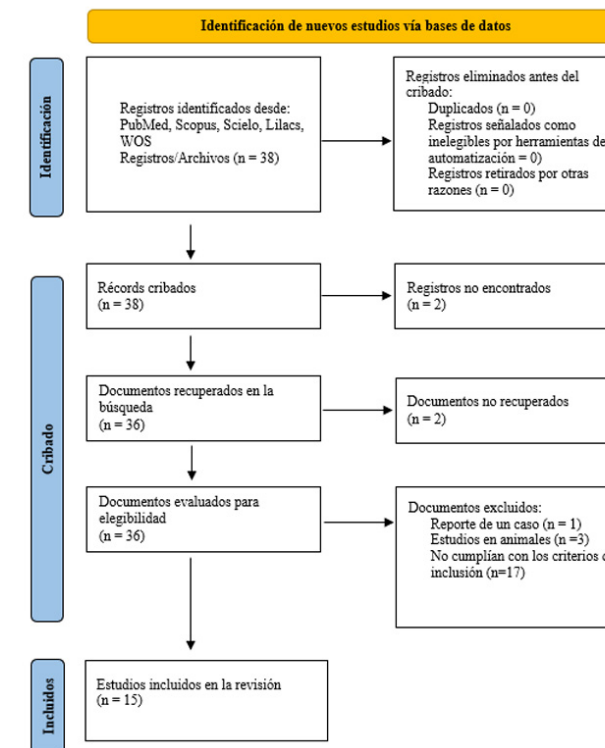 Identificación de nuevos estudios vía bases de datos
Identificación
Registros identificados desde:
PubMed, Scopus, Scielo, Lilacs,
WOS
Registros/Archivos (n = 38)
Registros eliminados antes del
cribado:
Duplicados (n = 0)
Registros señalados como
inelegibles por herramientas de
automatización = 0)
Registros retirados por otras
razones (n = 0)
Cribado
Récords cribados
(n = 38)
Registros no encontrados
(n = 2)
Documentos recuperados en la
búsqueda
(n = 36)
Documentos no recuperados
(n = 2)
Documentos evaluados para
elegibilidad
(n = 36)
Documentos excluidos:
Reporte de un caso (n = 1)
Estudios en animales (n =3)
No cumplían con los criterios
inclusión (n=17)
Incluidos
Estudios incluidos en la revisión
(n = 15)